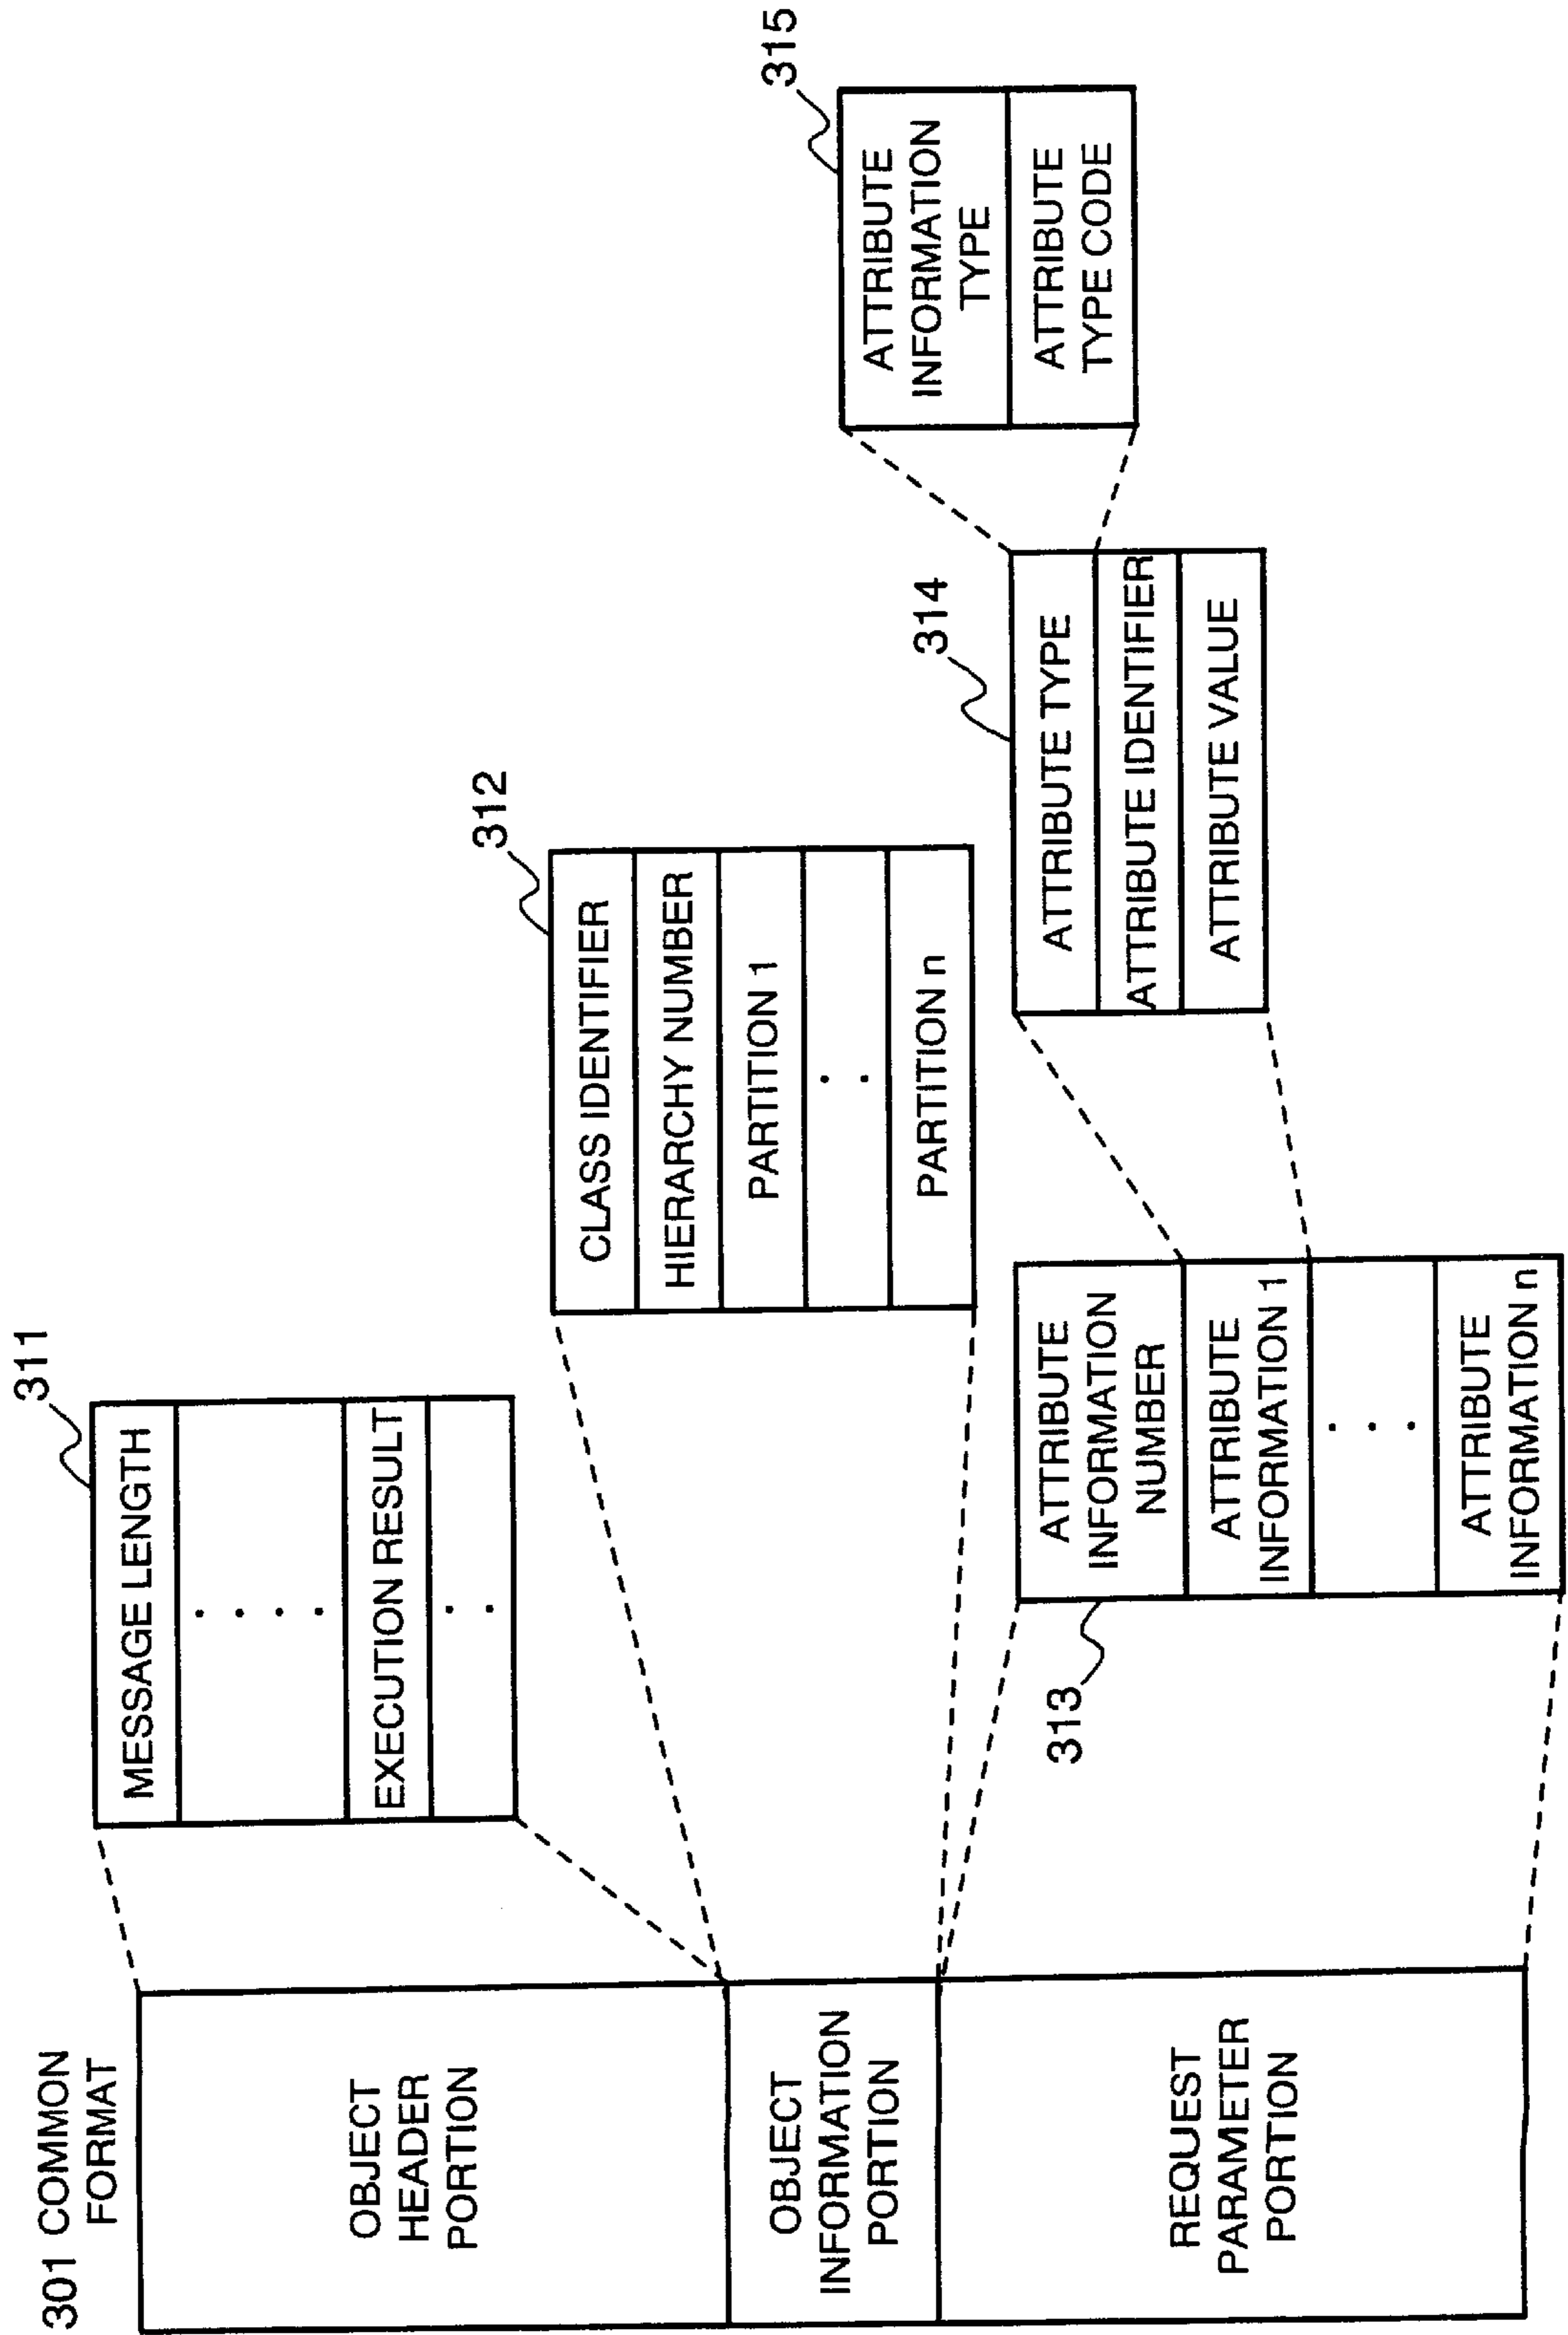 301 COMMON
FORMAT
OBJECT
HEADER
PORTION
OBJECT
INFORMATION
PORTION
REQUEST
PARAMETER
PORTION
311
MESSAGE LENGTH
. . . .
EXECUTION RESULT
. .
312
CLASS IDENTIFIER
HIERARCHY NUMBER
PARTITION 1
. .
PARTITION n
313
ATTRIBUTE
INFORMATION
NUMBER
ATTRIBUTE
INFORMATION 1
. . .
ATTRIBUTE
INFORMATION n
314
ATTRIBUTE TYPE
ATTRIBUTE IDENTIFIER
ATTRIBUTE VALUE
315
ATTRIBUTE
INFORMATION
TYPE
ATTRIBUTE
TYPE CODE